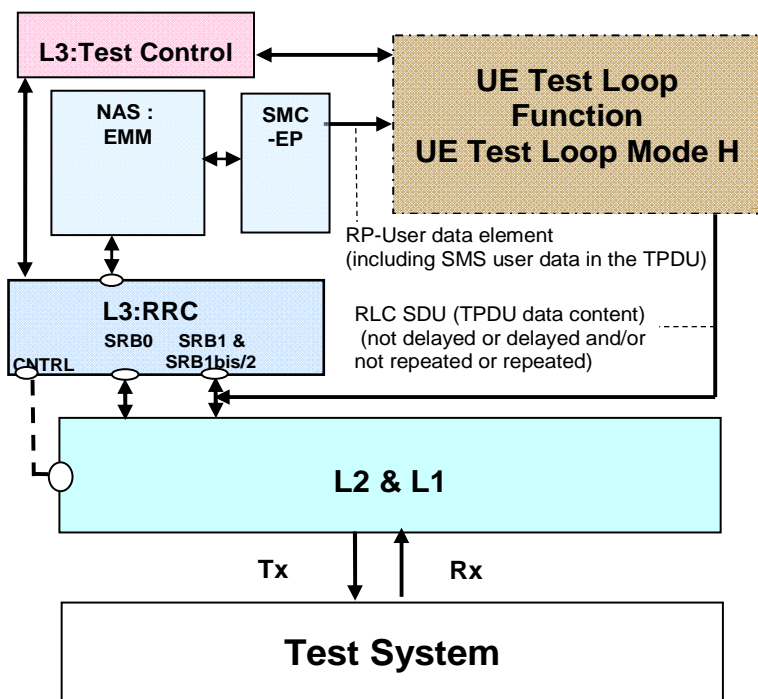 L3:Test Control
UE Test Loop
Function
UE Test Loop Mode H
NAS :
EMM
SMC
-EP
RP-User data element
(including SMS user data in the TPDU)
L3:RRC
SRB0
SRB1 &
SRB1bis/2
CNTRL
RLC SDU (TPDU data content)
(not delayed or delayed and/or
not repeated or repeated)
L2 & L1
Tx
Rx
Test System